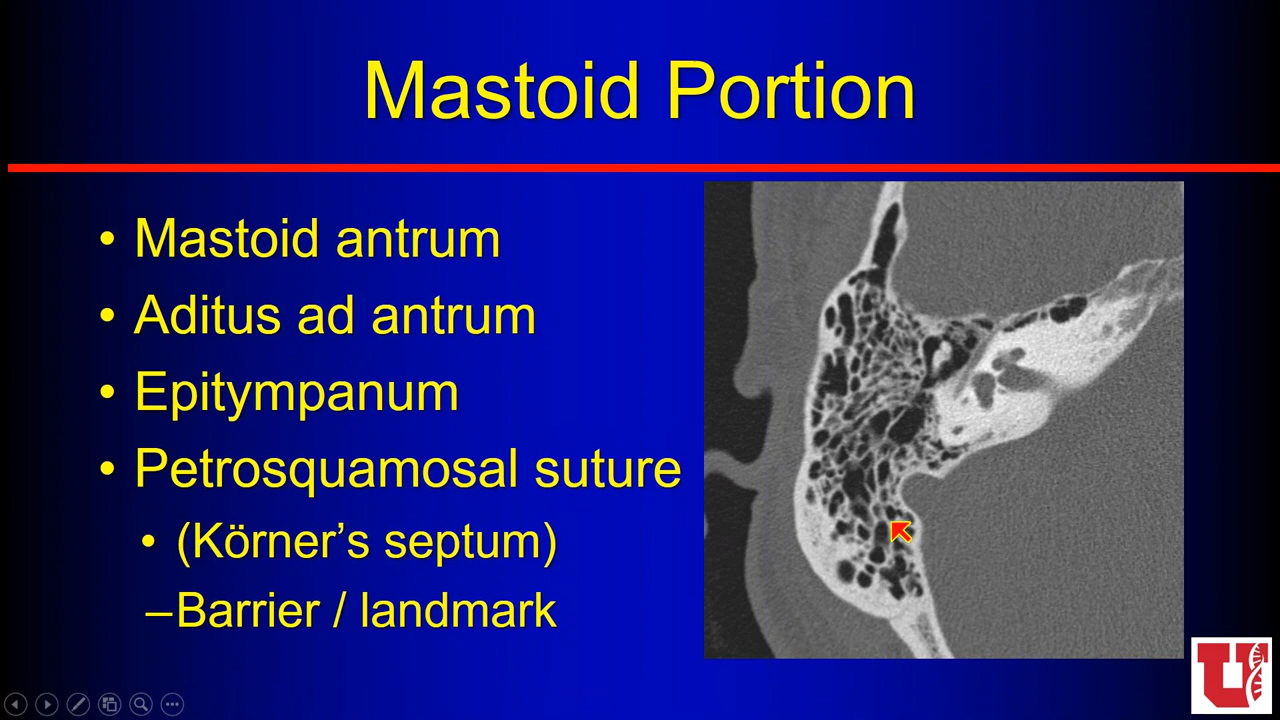 Mastoid Portion
• Mastoid antrum
• Aditus ad antrum
• Epitympanum
• Petrosquamosal suture
• (Körner’s septum)
–Barrier / landmark
U